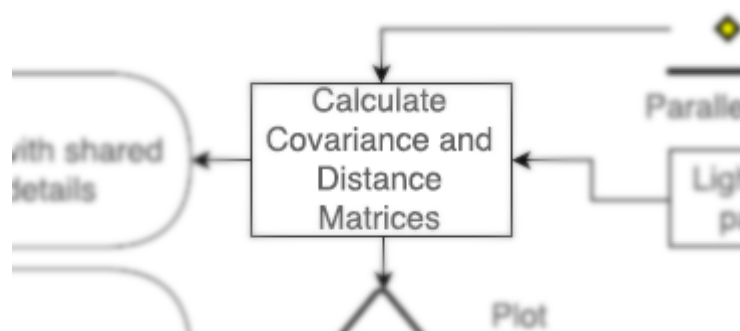 Calculate
Covariance and
Distance
Matrices
with shared
details
Plot